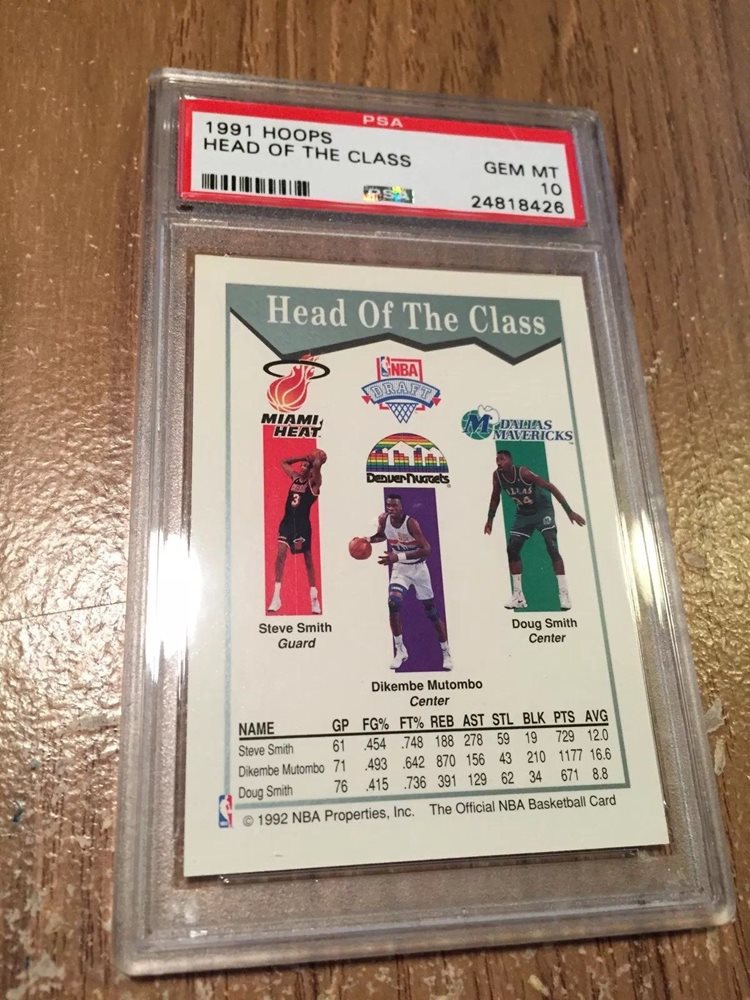 PSA
1991 HOOPS
HEAD OF THE CLASS
GEM MT
10
24818426
PSA
Head Of The Class
NBA
DRAFT
MIAMI
HEAT
DALLAS
MAVERICKS
M
Denver Nuggets
3
DALLAS
34
Steve Smith
Guard
Doug Smith
Center
Dikembe Mutombo
Center
NAME GP FG% FT% REB AST STL BLK PTS AVG
Steve Smith 61 .454 .748 188 278 59 19 729 12.0
Dikembe Mutombo 71 .493 .642 870 156 43 210 1177 16.6
Doug Smith 76 .415 .736 391 129 62 34 671 8.8
© 1992 NBA Properties, Inc. The Official NBA Basketball Card